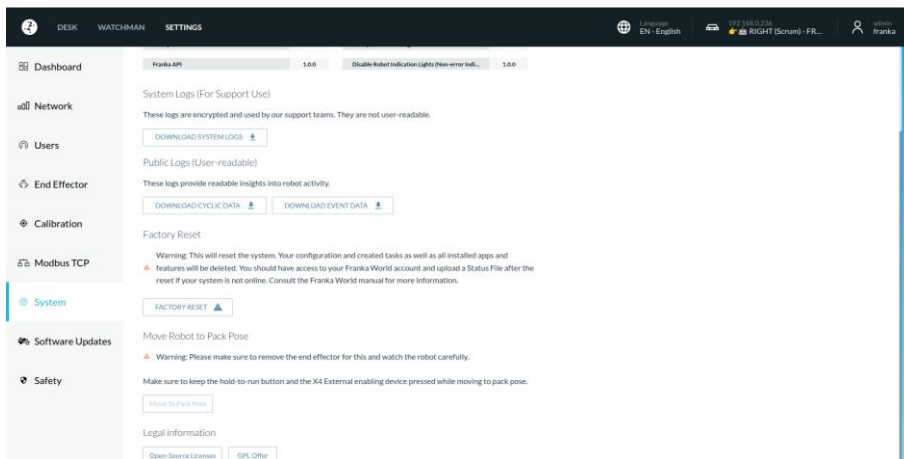 DESK WATCHMAN SETTINGS
Language
EN - English
192.168.0.236
RIGHT (Scrum) - FR...
admin
franka
Dashboard
Network
Users
End Effector
Calibration
Modbus TCP
System
Software Updates
Safety
Franka API 1.0.0
Disable Robot Indication Lights (Non-error Indi... 1.0.0
System Logs (For Support Use)
These logs are encrypted and used by our support teams. They are not user-readable.
DOWNLOAD SYSTEM LOGS
Public Logs (User-readable)
These logs provide readable insights into robot activity.
DOWNLOAD CYCLIC DATA DOWNLOAD EVENT DATA
Factory Reset
Warning: This will reset the system. Your configuration and created tasks as well as all installed apps and
features will be deleted. You should have access to your Franka World account and upload a Status File after the
reset if your system is not online. Consult the Franka World manual for more information.
FACTORY RESET
Move Robot to Pack Pose
Warning: Please make sure to remove the end effector for this and watch the robot carefully.
Make sure to keep the hold-to-run button and the X4 External enabling device pressed while moving to pack pose.
Move To Pack Pose
Legal information
Open-Source Licenses GPL Offer